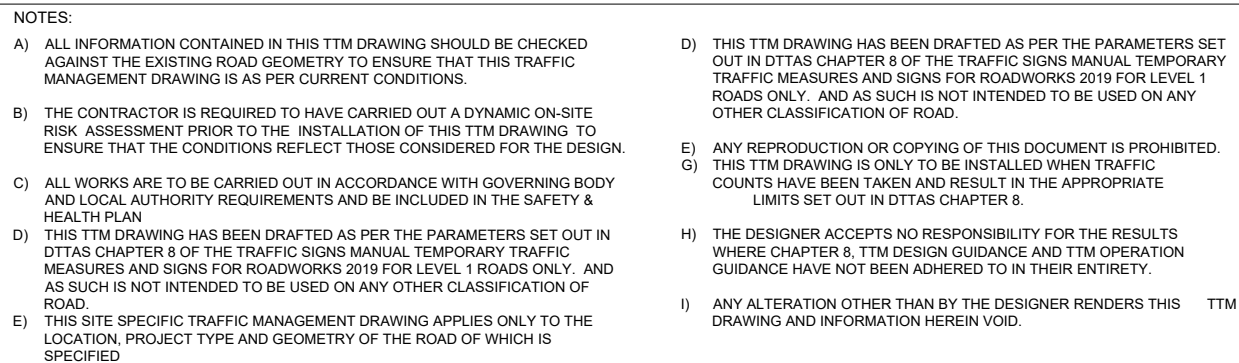 NOTES:
A) ALL INFORMATION CONTAINED IN THIS TTM DRAWING SHOULD BE CHECKED
AGAINST THE EXISTING ROAD GEOMETRY TO ENSURE THAT THIS TRAFFIC
MANAGEMENT DRAWING IS AS PER CURRENT CONDITIONS.
B) THE CONTRACTOR IS REQUIRED TO HAVE CARRIED OUT A DYNAMIC ON-SITE
RISK ASSESSMENT PRIOR TO THE INSTALLATION OF THIS TTM DRAWING TO
ENSURE THAT THE CONDITIONS REFLECT THOSE CONSIDERED FOR THE DESIGN.
C) ALL WORKS ARE TO BE CARRIED OUT IN ACCORDANCE WITH GOVERNING BODY
AND LOCAL AUTHORITY REQUIREMENTS AND BE INCLUDED IN THE SAFETY &
HEALTH PLAN
D) THIS TTM DRAWING HAS BEEN DRAFTED AS PER THE PARAMETERS SET OUT IN
DTTAS CHAPTER 8 OF THE TRAFFIC SIGNS MANUAL TEMPORARY TRAFFIC
MEASURES AND SIGNS FOR ROADWORKS 2019 FOR LEVEL 1 ROADS ONLY. AND
AS SUCH IS NOT INTENDED TO BE USED ON ANY OTHER CLASSIFICATION OF
ROAD.
E) THIS SITE SPECIFIC TRAFFIC MANAGEMENT DRAWING APPLIES ONLY TO THE
LOCATION, PROJECT TYPE AND GEOMETRY OF THE ROAD OF WHICH IS
SPECIFIED
D) THIS TTM DRAWING HAS BEEN DRAFTED AS PER THE PARAMETERS SET
OUT IN DTTAS CHAPTER 8 OF THE TRAFFIC SIGNS MANUAL TEMPORARY
TRAFFIC MEASURES AND SIGNS FOR ROADWORKS 2019 FOR LEVEL 1
ROADS ONLY. AND AS SUCH IS NOT INTENDED TO BE USED ON ANY
OTHER CLASSIFICATION OF ROAD.
E) ANY REPRODUCTION OR COPYING OF THIS DOCUMENT IS PROHIBITED.
G) THIS TTM DRAWING IS ONLY TO BE INSTALLED WHEN TRAFFIC
COUNTS HAVE BEEN TAKEN AND RESULT IN THE APPROPRIATE
LIMITS SET OUT IN DTTAS CHAPTER 8.
H) THE DESIGNER ACCEPTS NO RESPONSIBILITY FOR THE RESULTS
WHERE CHAPTER 8, TTM DESIGN GUIDANCE AND TTM OPERATION
GUIDANCE HAVE NOT BEEN ADHERED TO IN THEIR ENTIRETY.
I) ANY ALTERATION OTHER THAN BY THE DESIGNER RENDERS THIS TTM
DRAWING AND INFORMATION HEREIN VOID.